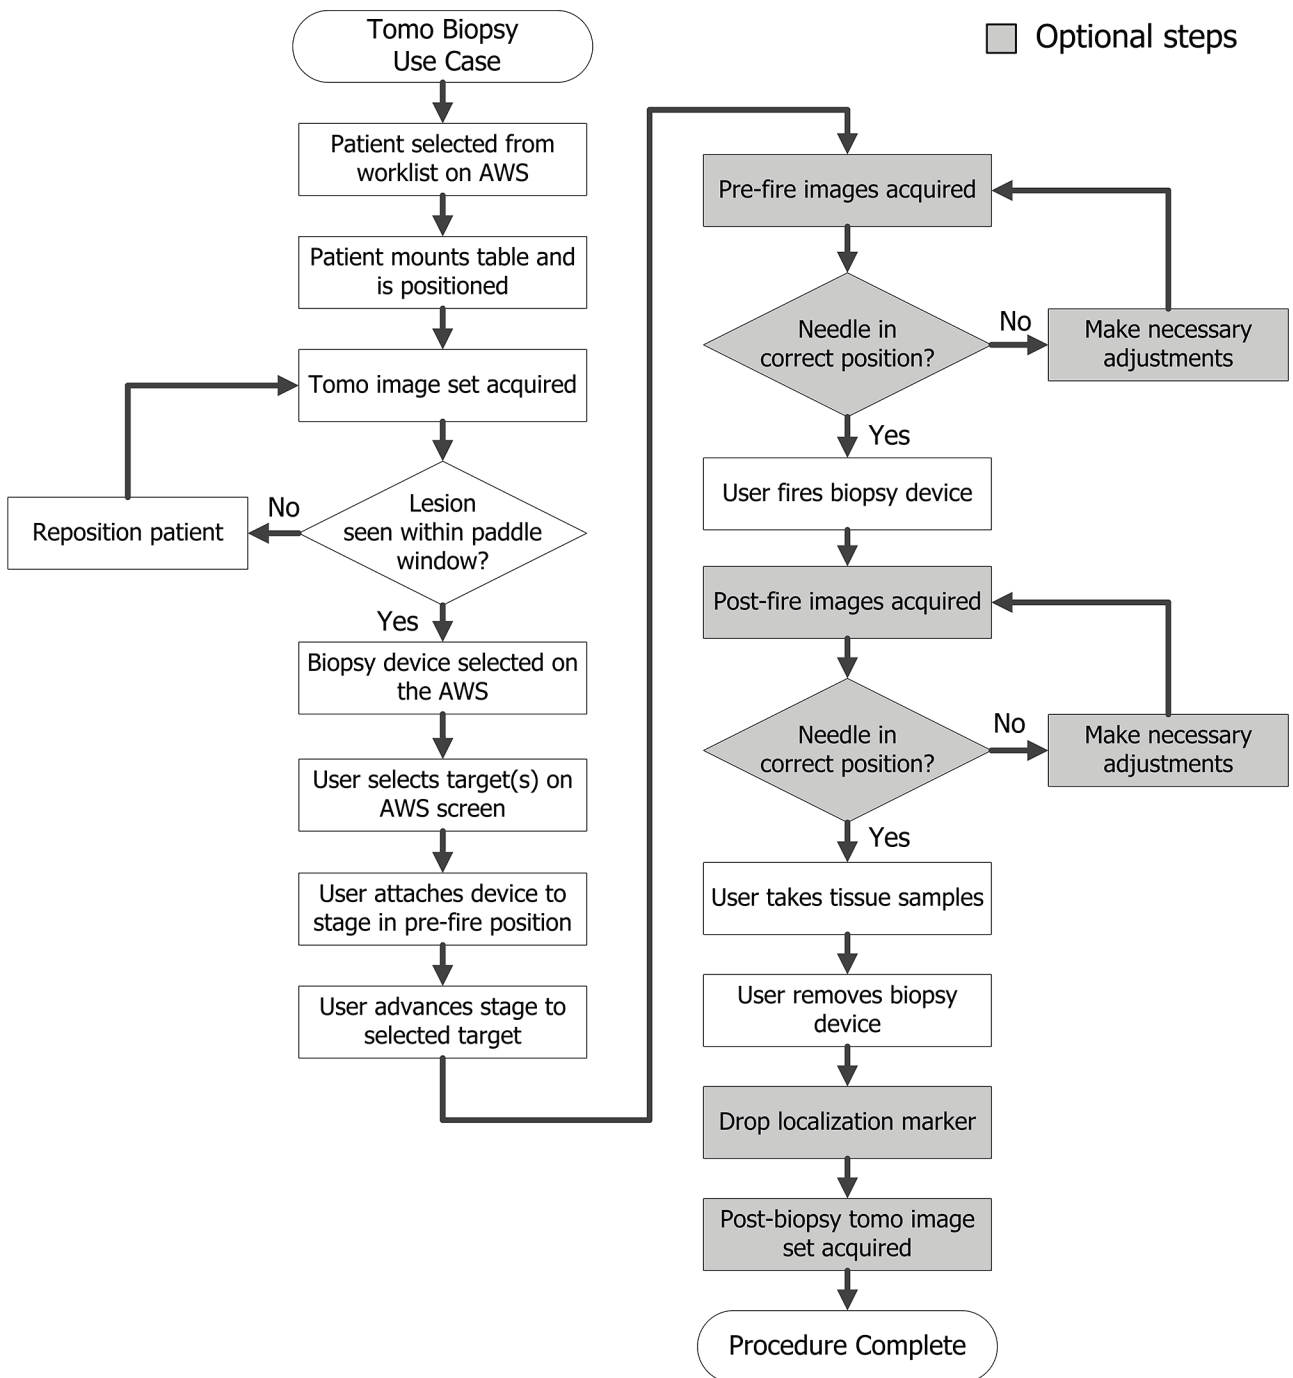 Tomo Biopsy
Use Case
Optional steps
Patient selected from
worklist on AWS
Patient mounts table and
is positioned
Tomo image set acquired
Lesion
seen within paddle
window?
No
Reposition patient
Yes
Biopsy device selected on
the AWS
User selects target(s) on
AWS screen
User attaches device to
stage in pre-fire position
User advances stage to
selected target
Pre-fire images acquired
Needle in
correct position?
No
Make necessary
adjustments
Yes
User fires biopsy device
Post-fire images acquired
Needle in
correct position?
No
Make necessary
adjustments
Yes
User takes tissue samples
User removes biopsy
device
Drop localization marker
Post-biopsy tomo image
set acquired
Procedure Complete